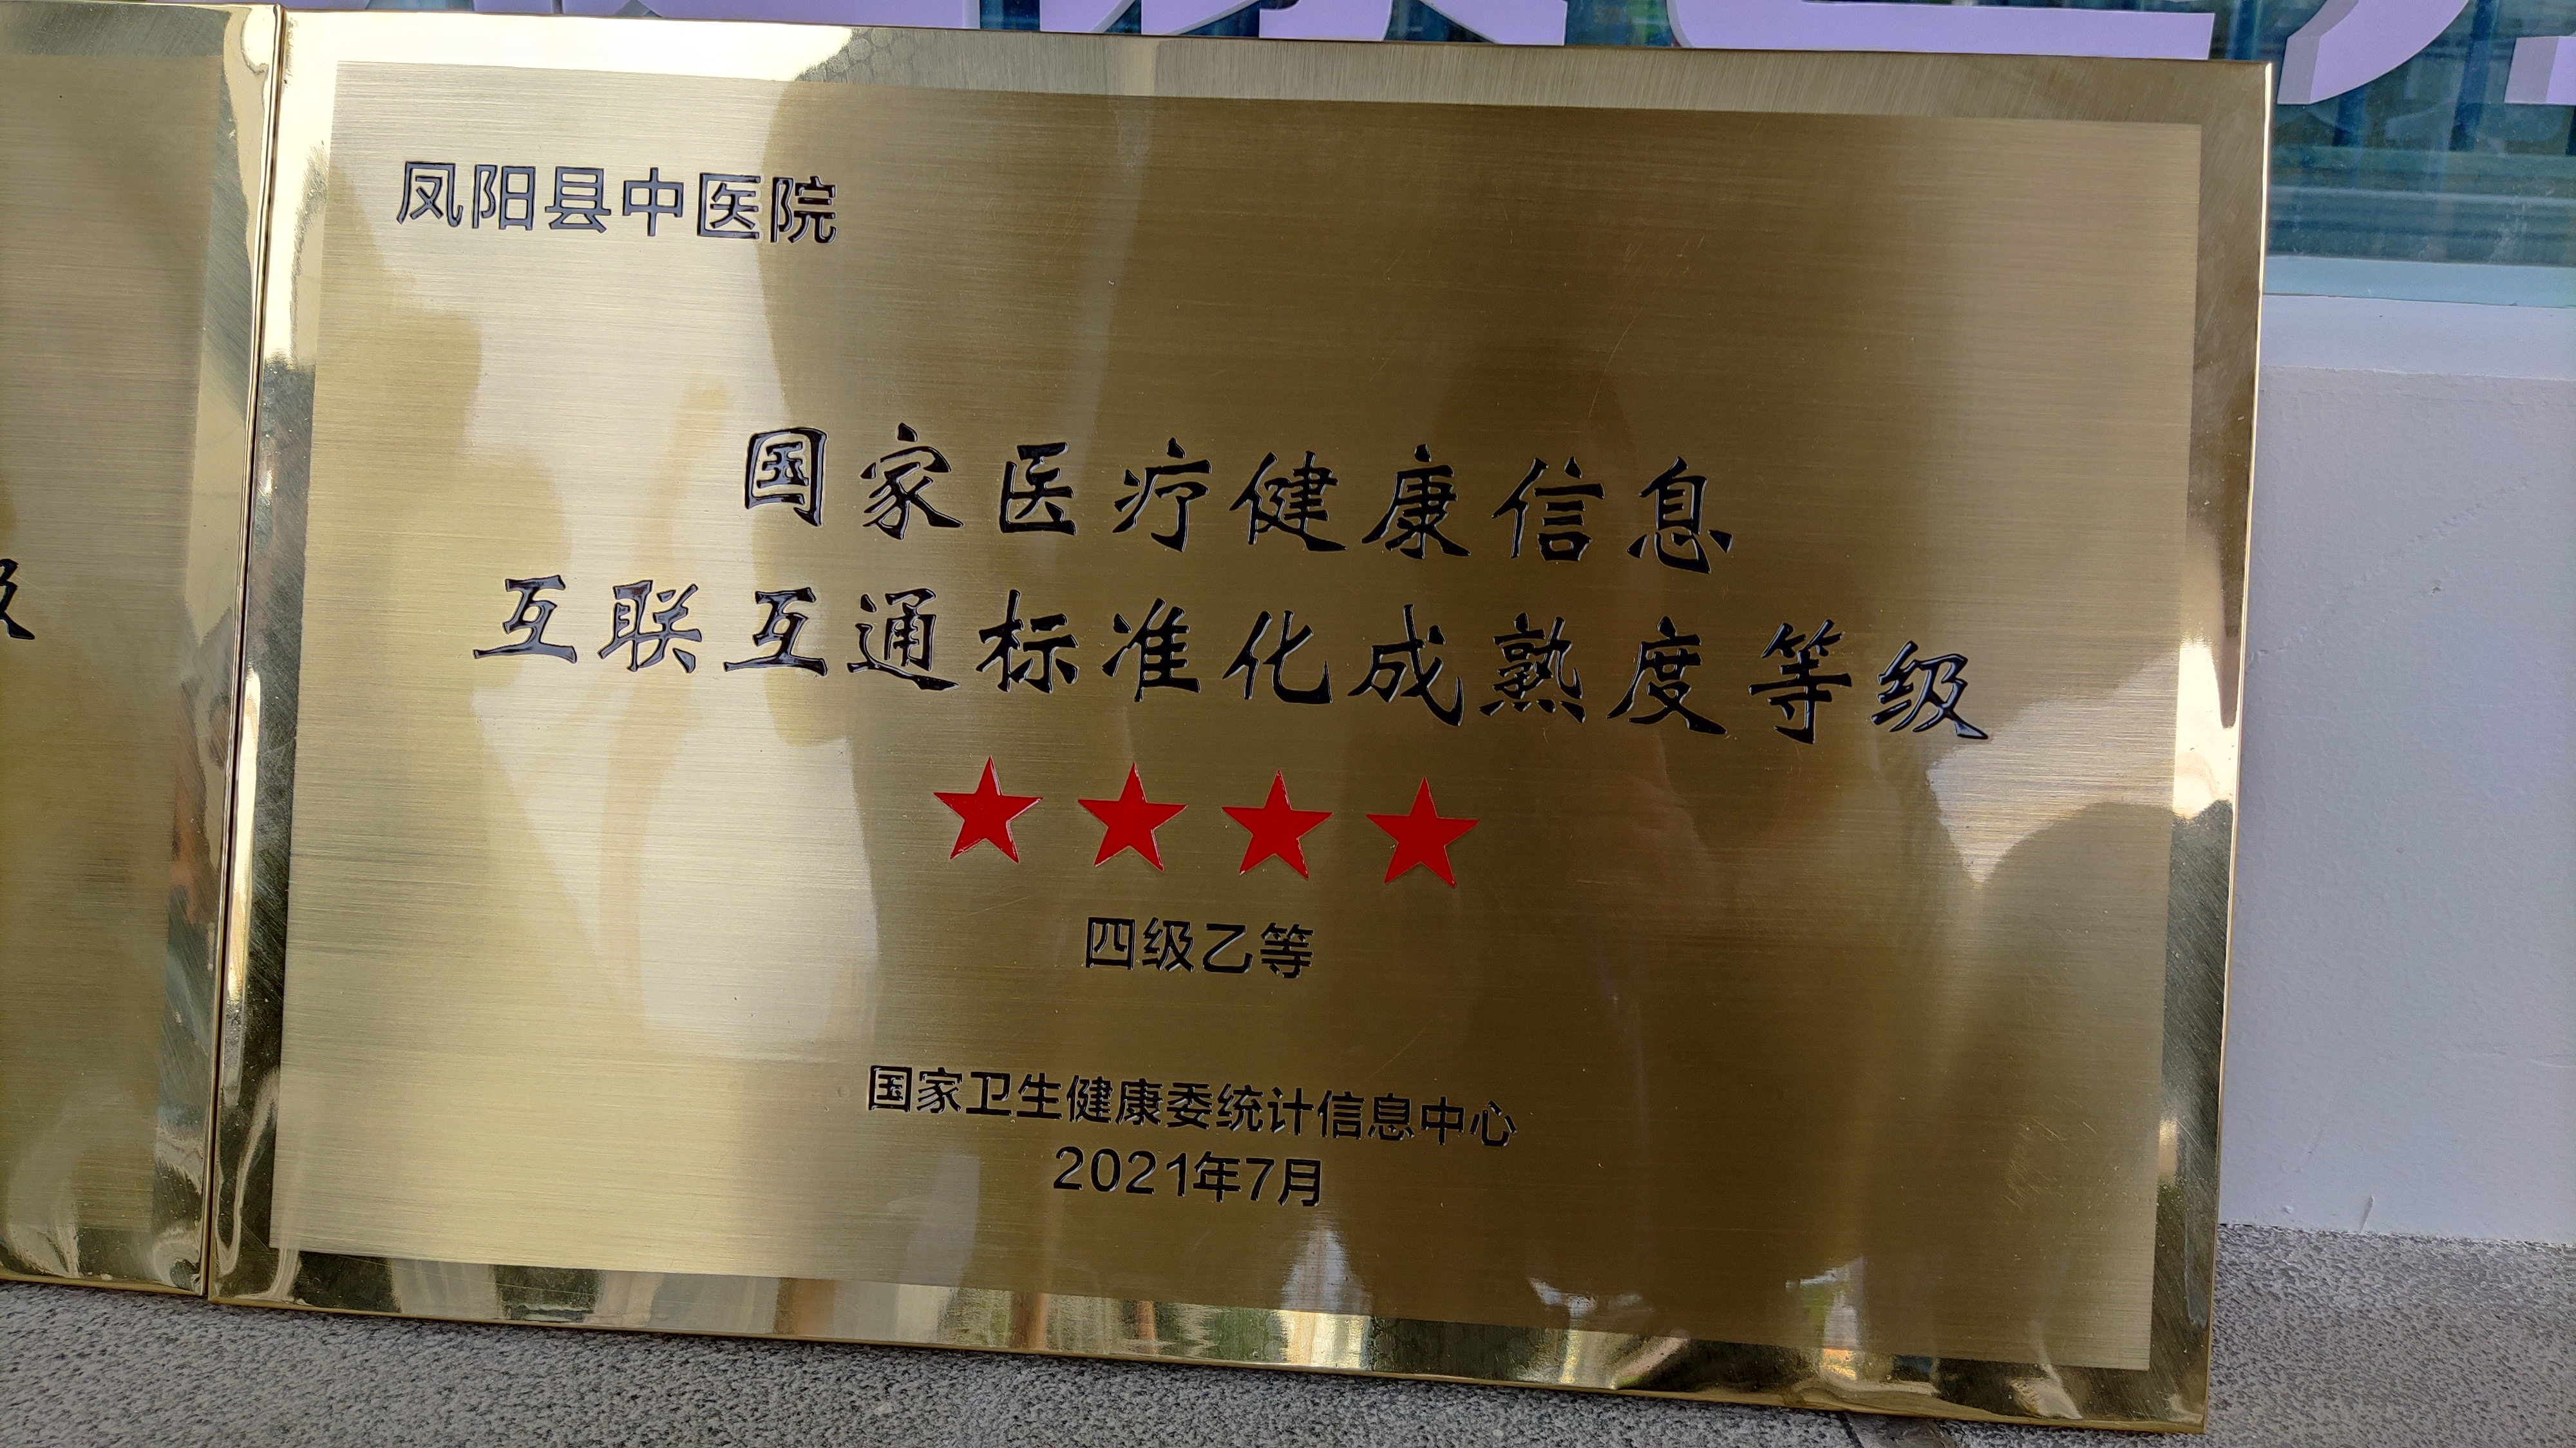 凤阳县中医院
国家医疗健康信息
互联互通标准化成熟度等级
四级乙等
国家卫生健康委统计信息中心
2021年7月